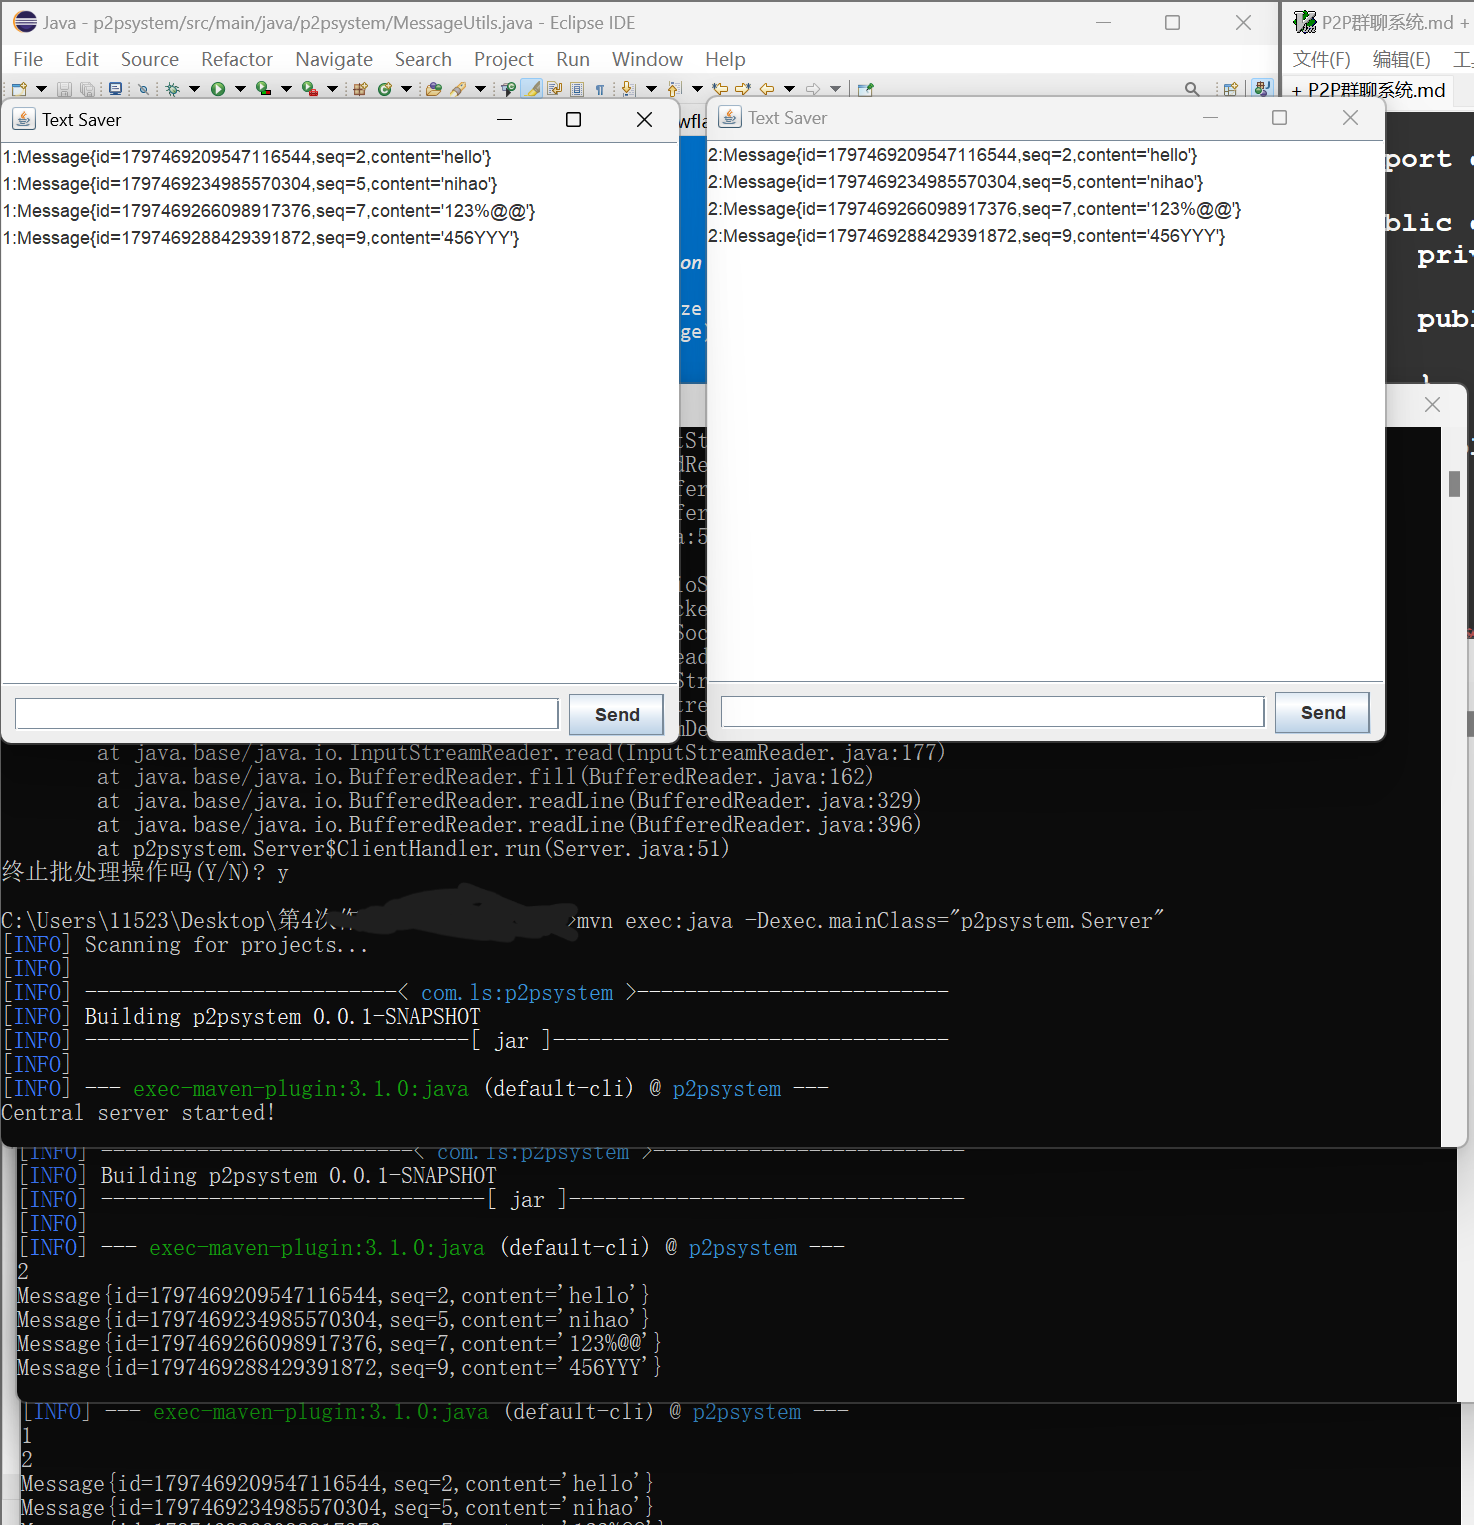 Java - p2psystem/src/main/java/p2psystem/MessageUtils.java - Eclipse IDE
File Edit Source Refactor Navigate Search Project Run Window Help
P2P群聊系统.md +
文件(F) 编辑(E) 工
+ P2P群聊系统.md
Text Saver
1:Message{id=1797469209547116544,seq=2,content='hello'}
1:Message{id=1797469234985570304,seq=5,content='nihao'}
1:Message{id=1797469266098917376,seq=7,content='123%@@'}
1:Message{id=1797469288429391872,seq=9,content='456YYY'}
Send
Text Saver
2:Message{id=1797469209547116544,seq=2,content='hello'}
2:Message{id=1797469234985570304,seq=5,content='nihao'}
2:Message{id=1797469266098917376,seq=7,content='123%@@'}
2:Message{id=1797469288429391872,seq=9,content='456YYY'}
Send
wfla
on
ze
ge)
port
blic
priv
publ
tSt
dRe
fer
fer
a:5
ioS
cke
Soc
ead
Str
tre
mDe
at java.base/java.io.InputStreamReader.read(InputStreamReader.java:177)
at java.base/java.io.BufferedReader.fill(BufferedReader.java:162)
at java.base/java.io.BufferedReader.readLine(BufferedReader.java:329)
at java.base/java.io.BufferedReader.readLine(BufferedReader.java:396)
at p2psystem.Server$ClientHandler.run(Server.java:51)
终止批处理操作吗(Y/N)? y
C:\Users\11523\Desktop\第4次作 >mvn exec:java -Dexec.mainClass="p2psystem.Server"
[INFO] Scanning for projects...
[INFO]
[INFO] --------------------------< com.ls:p2psystem >--------------------------
[INFO] Building p2psystem 0.0.1-SNAPSHOT
[INFO] --------------------------------[ jar ]---------------------------------
[INFO]
[INFO] --- exec-maven-plugin:3.1.0:java (default-cli) @ p2psystem ---
Central server started!
[INFO] --------------------------< com.ls:p2psystem >--------------------------
[INFO] Building p2psystem 0.0.1-SNAPSHOT
[INFO] --------------------------------[ jar ]---------------------------------
[INFO]
[INFO] --- exec-maven-plugin:3.1.0:java (default-cli) @ p2psystem ---
2
Message{id=1797469209547116544,seq=2,content='hello'}
Message{id=1797469234985570304,seq=5,content='nihao'}
Message{id=1797469266098917376,seq=7,content='123%@@'}
Message{id=1797469288429391872,seq=9,content='456YYY'}
[INFO] --- exec-maven-plugin:3.1.0:java (default-cli) @ p2psystem ---
1
2
Message{id=1797469209547116544,seq=2,content='hello'}
Message{id=1797469234985570304,seq=5,content='nihao'}